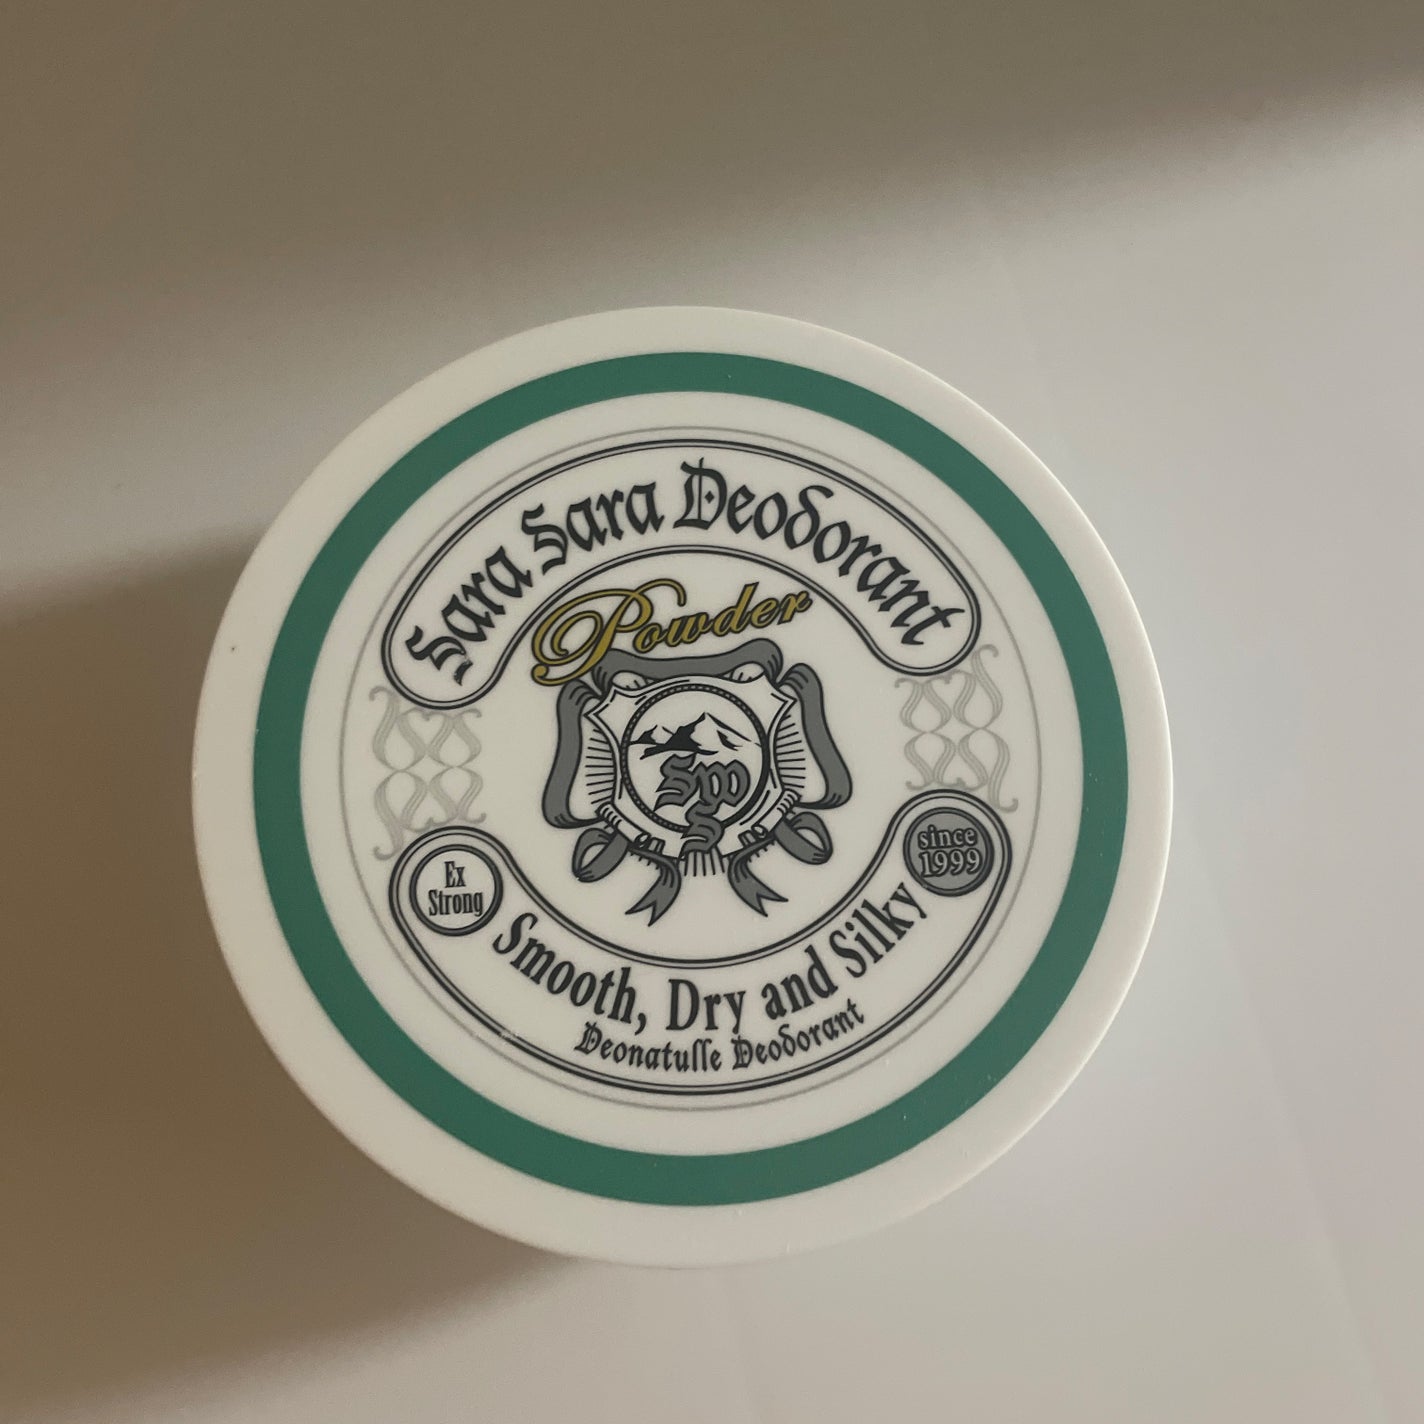 Sara Sara Deodorant
Powder
Ex
Strong
since
1999
Smooth, Dry and Silky
Deonatulle Deodorant